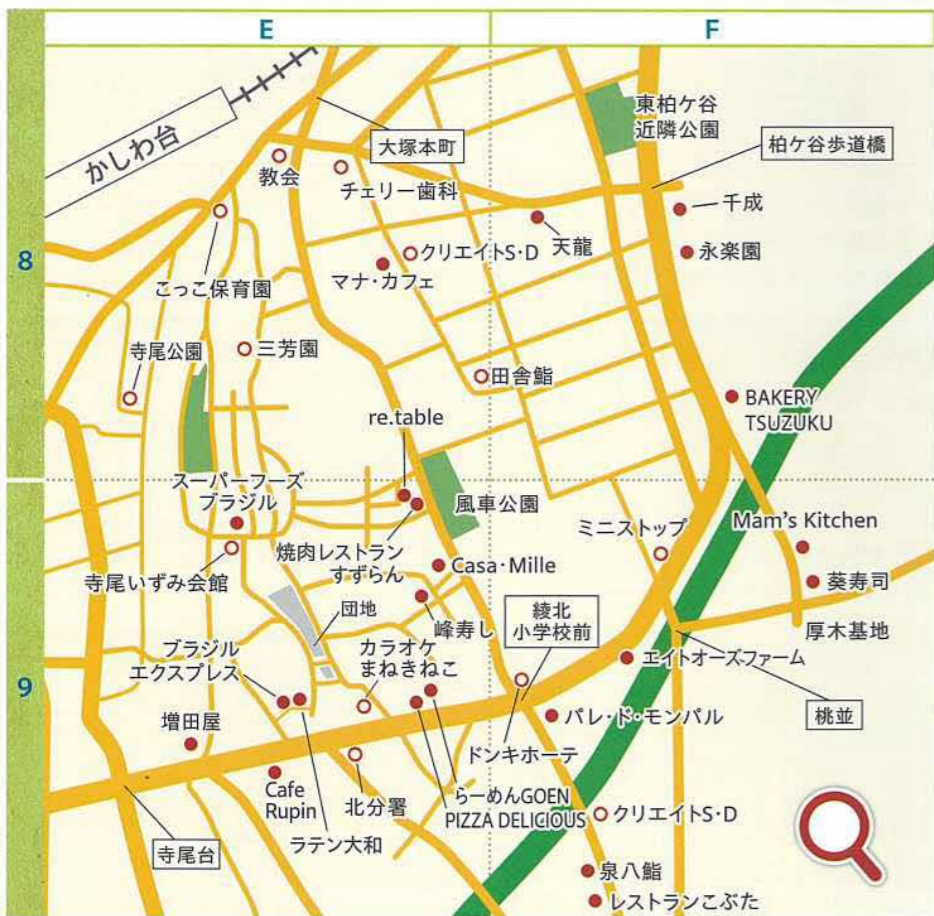 E
F
8
9
かしわ台
大塚本町
東柏ケ谷
近隣公園
柏ケ谷歩道橋
教会
チェリー歯科
千成
天龍
永楽園
クリエイトS・D
マナ・カフェ
こっこ保育園
寺尾公園
三芳園
田舎鮨
BAKERY
TSUZUKU
re.table
スーパーフーズ
ブラジル
風車公園
ミニストップ
Mam's Kitchen
焼肉レストラン
すずらん
Casa・Mille
寺尾いずみ会館
葵寿司
団地
峰寿し
綾北
小学校前
厚木基地
ブラジル
エクスプレス
カラオケ
まねきねこ
エイトオーズファーム
増田屋
パレ・ド・モンパル
桃並
ドンキホーテ
Cafe
Rupin
北分署
らーめんGOEN
PIZZA DELICIOUS
クリエイトS・D
ラテン大和
寺尾台
泉八鮨
レストランこぶた